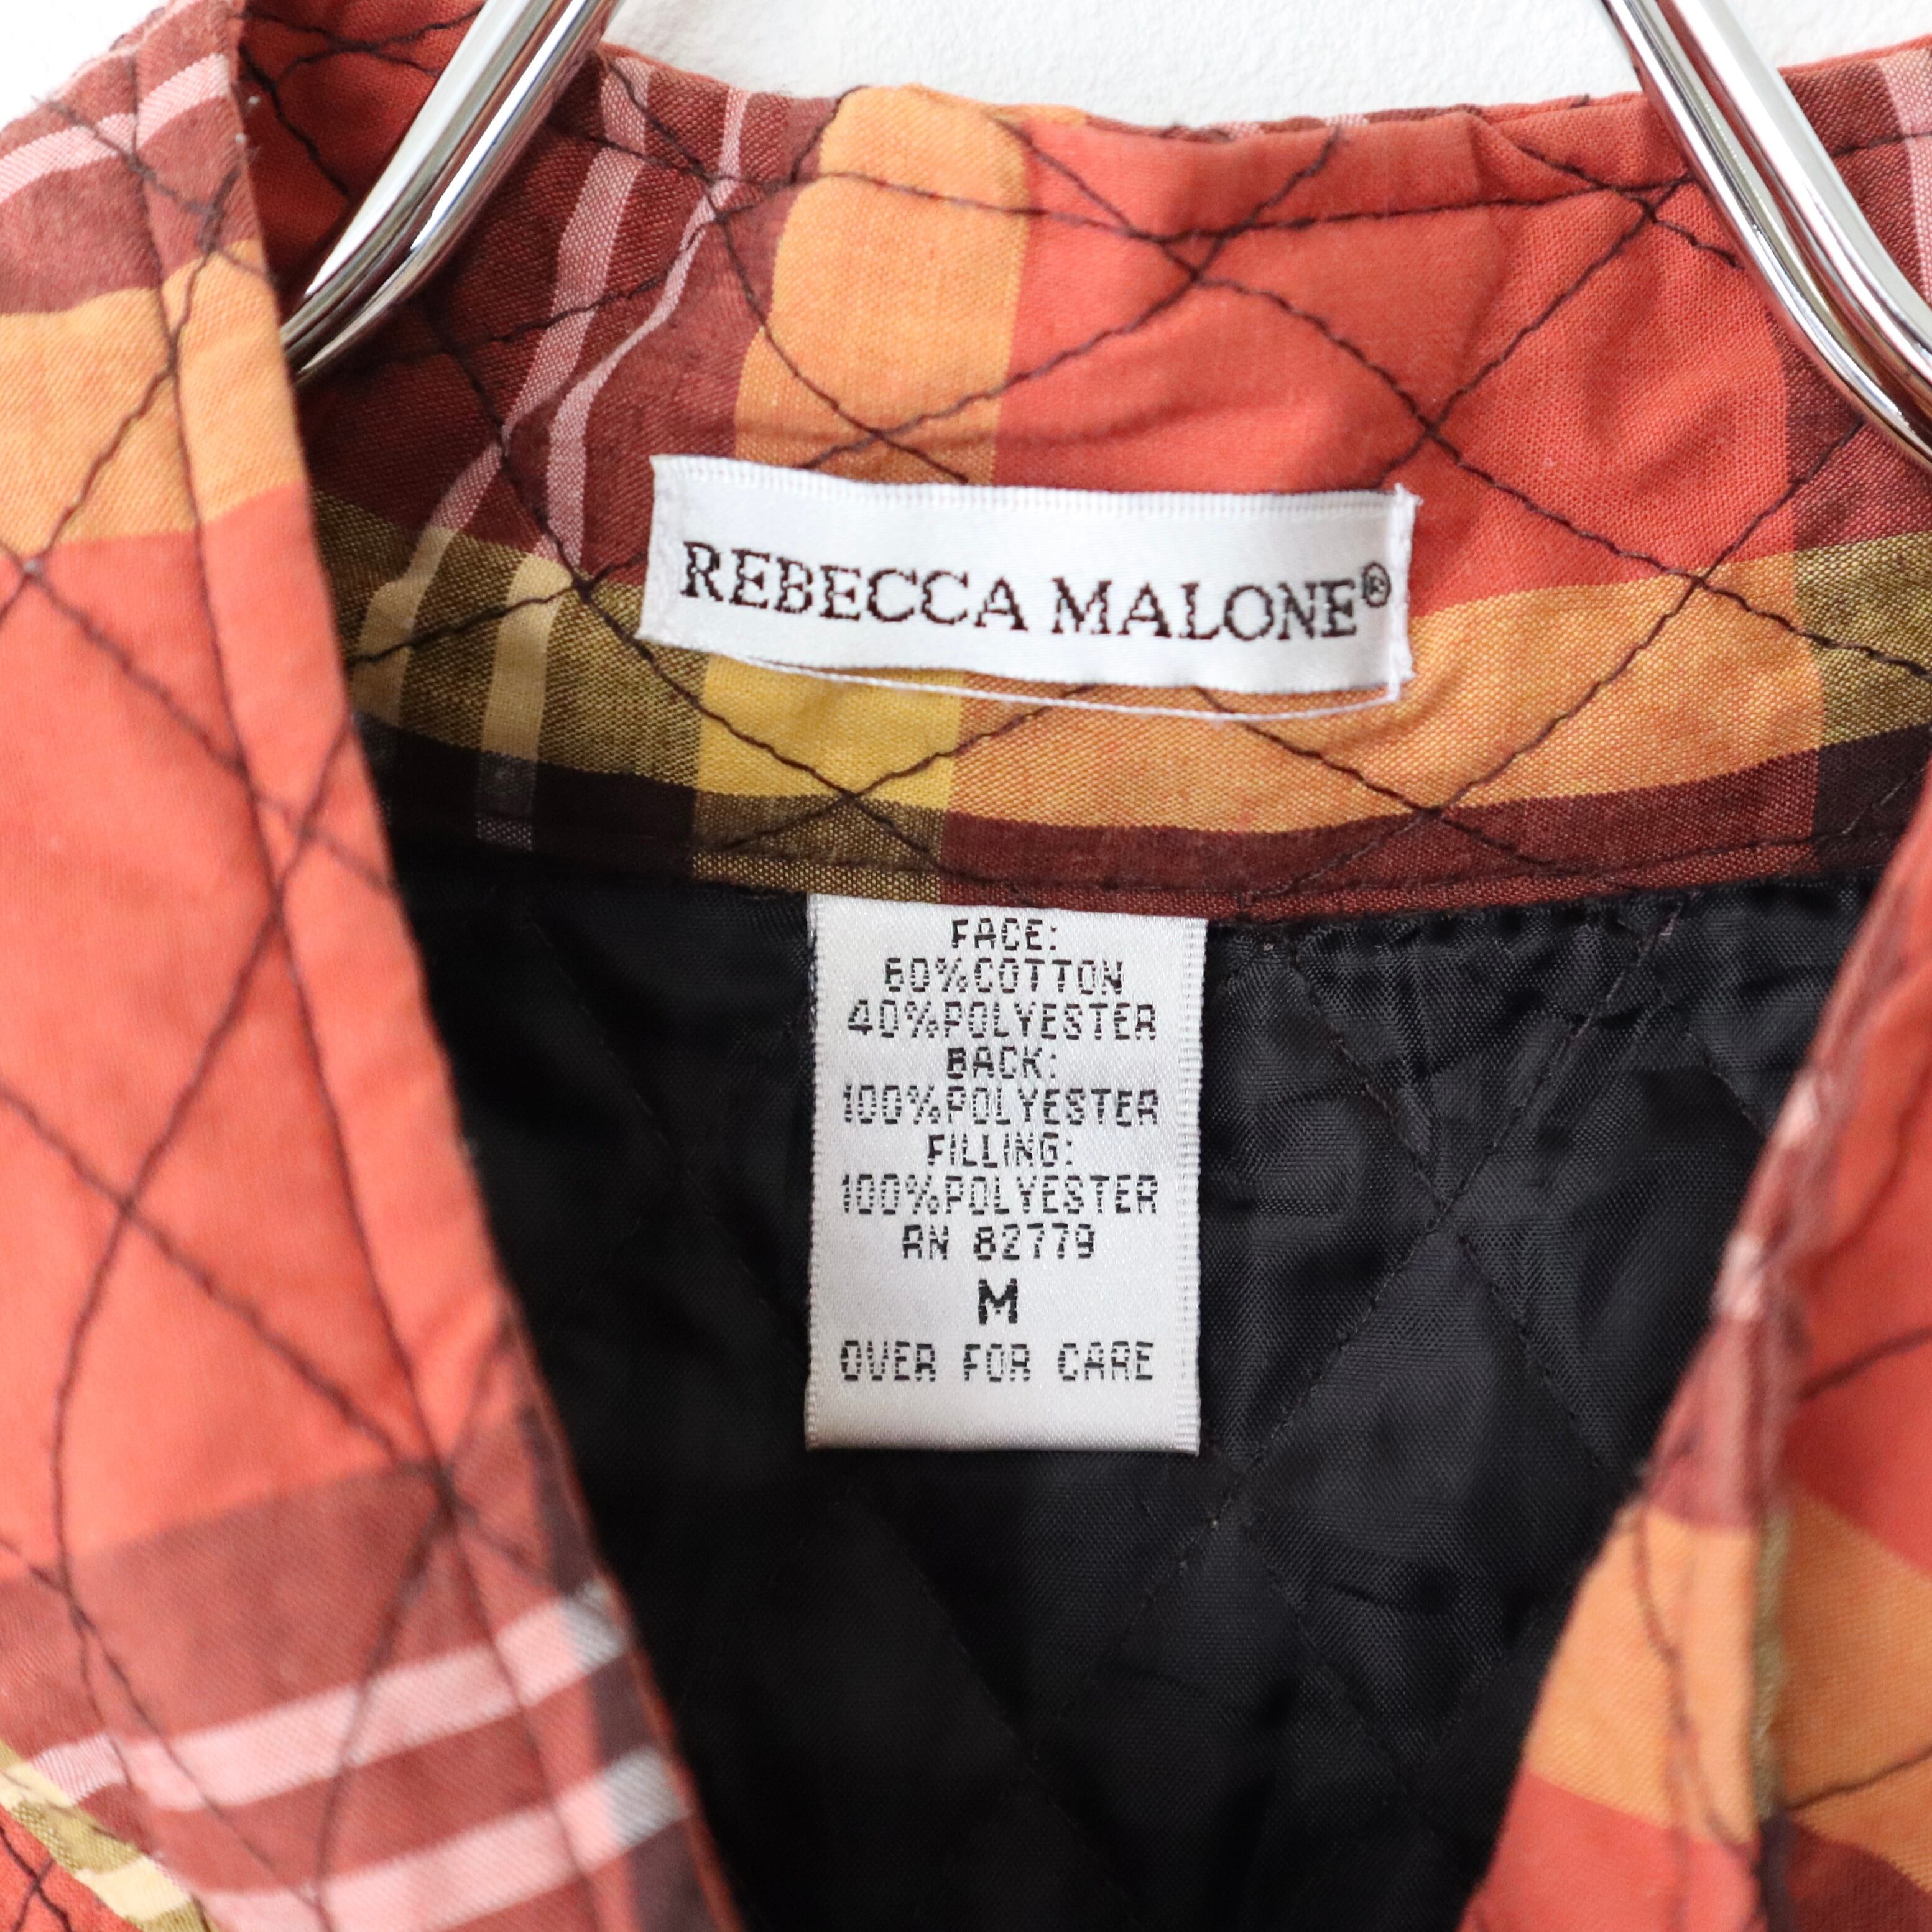 REBECCA MALONE®
FACE:
60%COTTON
40%POLYESTER
BACK:
100%POLYESTER
FILLING:
100%POLYESTER
RN 82779
M
OVER FOR CARE